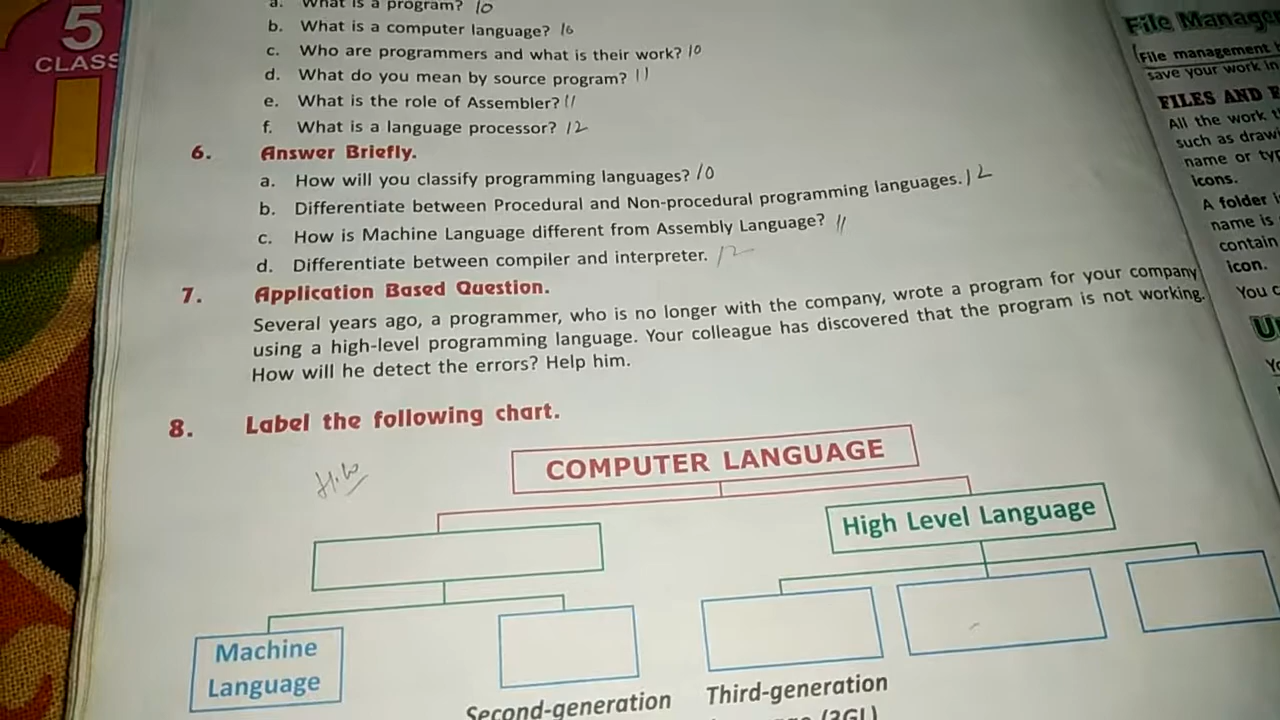 5
CLASS
a. What is a program? 10
b. What is a computer language? 10
c. Who are programmers and what is their work? 10
d. What do you mean by source program? 11
e. What is the role of Assembler? 11
f. What is a language processor? 12
6. Answer Briefly.
a. How will you classify programming languages? 10
b. Differentiate between Procedural and Non-procedural programming languages. 12
c. How is Machine Language different from Assembly Language? 11
d. Differentiate between compiler and interpreter. 12
7. Application Based Question.
Several years ago, a programmer, who is no longer with the company, wrote a program for your company
using a high-level programming language. Your colleague has discovered that the program is not working.
How will he detect the errors? Help him.
8. Label the following chart.
H.W
COMPUTER LANGUAGE
High Level Language
Machine
Language
Second-generation
Third-generation
(3GL)
File Manage
(File management
save your work in
FILES AND
All the work
such as draw
name or typ
icons.
A folder
name is
contain
icon.
You c